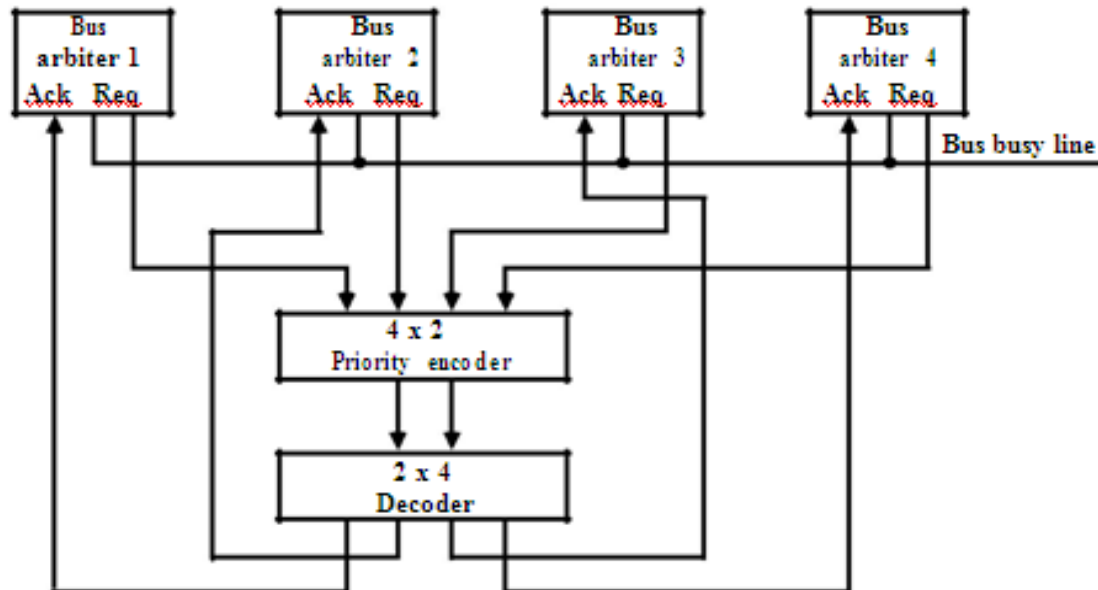 Bus
arbiter 1
Ack Req
Bus
arbiter 2
Ack Req
Bus
arbiter 3
Ack Req
Bus
arbiter 4
Ack Req
Bus busy line
4 x 2
Priority encoder
2 x 4
Decoder